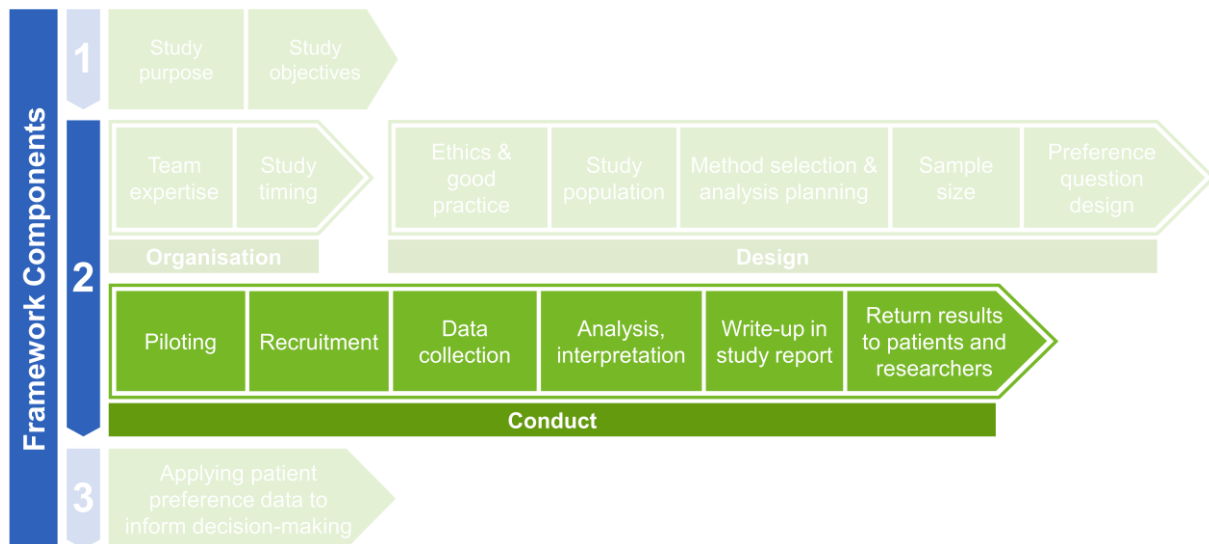 Framework Components
1
Study
purpose
Study
objectives
2
Team
expertise
Study
timing
Organisation
Ethics &
good
practice
Study
population
Method selection &
analysis planning
Sample
size
Preference
question
design
Design
Piloting
Recruitment
Data
collection
Analysis,
interpretation
Write-up in
study report
Return results
to patients and
researchers
Conduct
3
Applying patient
preference data to
inform decision-making